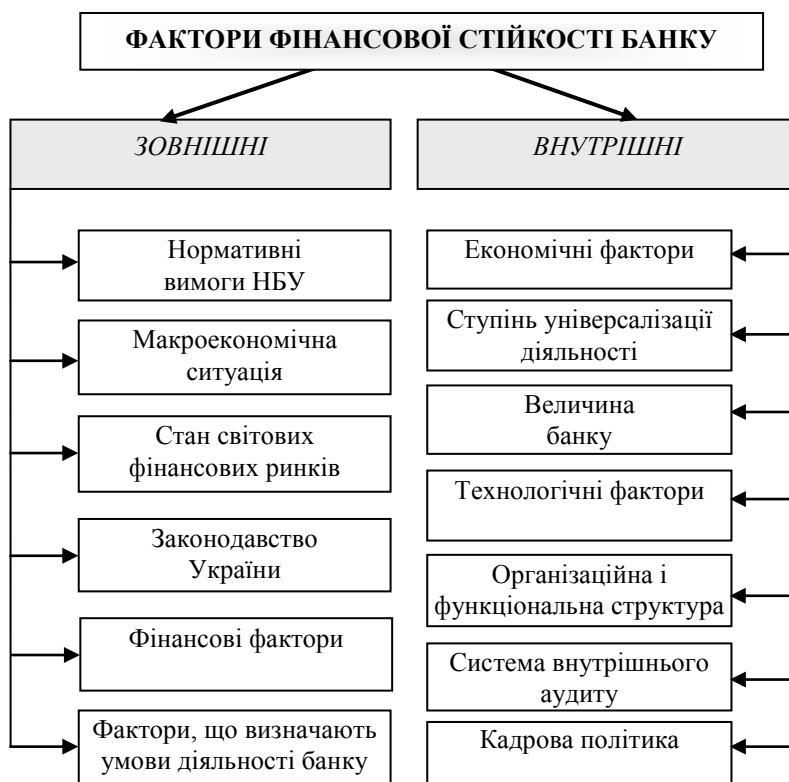 ФАКТОРИ ФІНАНСОВОЇ СТІЙКОСТІ БАНКУ
ЗОВНІШНІ
Нормативні
вимоги НБУ
Макроекономічна
ситуація
Стан світових
фінансових ринків
Законодавство
України
Фінансові фактори
Фактори, що визначають
умови діяльності банку
ВНУТРІШНІ
Економічні фактори
Ступінь універсалізації
діяльності
Величина
банку
Технологічні фактори
Організаційна і
функціональна структура
Система внутрішнього
аудиту
Кадрова політика